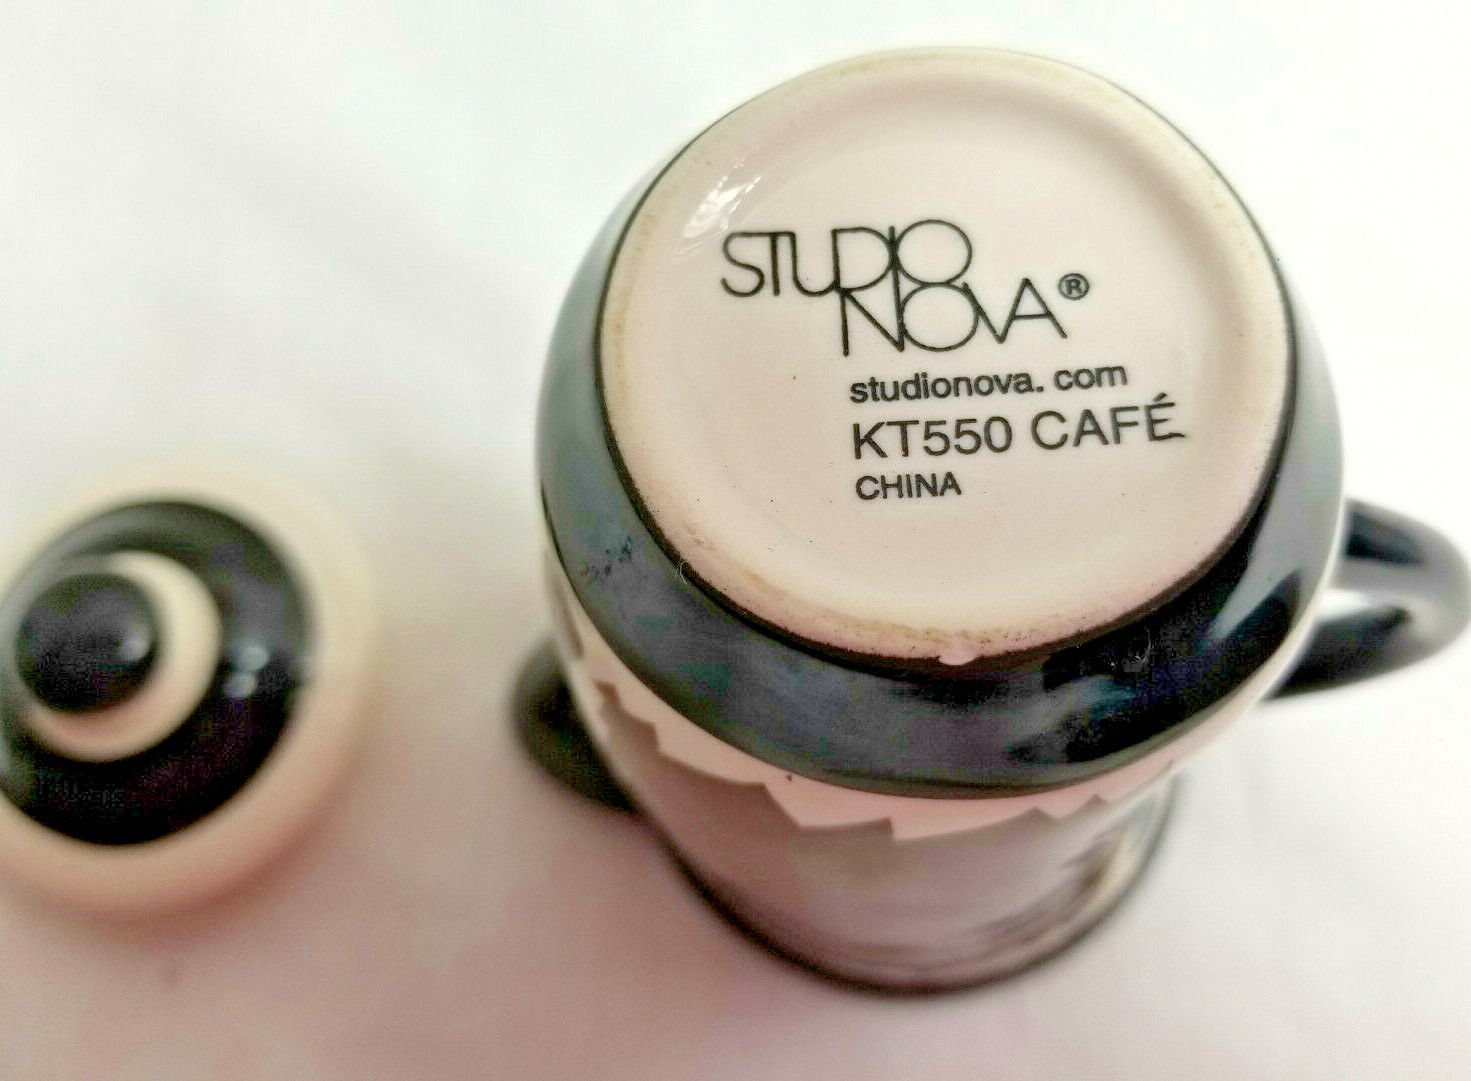 STUDIO
NOVA®
studionova. com
KT550 CAFÉ
CHINA